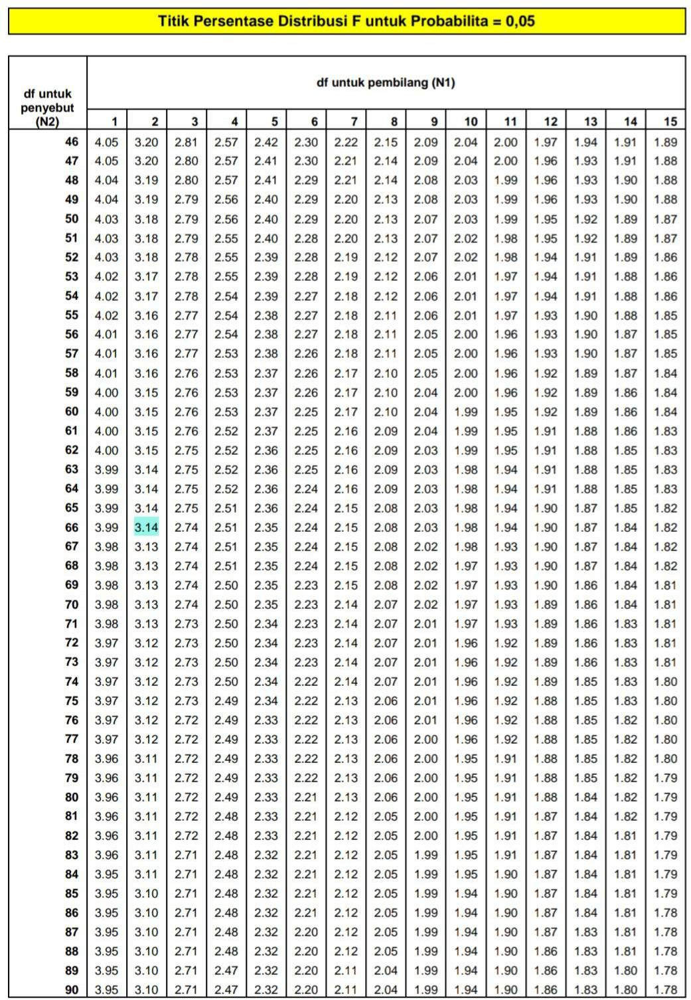 Titik Persentase Distribusi F untuk Probabilita = 0,05
df untuk pembilang (N1)
df untuk
penyebut
(N2)
1 2 3 4 5 6 7 8 9 10 11 12 13 14 15
46 4.05 3.20 2.81 2.57 2.42 2.30 2.22 2.15 2.09 2.04 2.00 1.97 1.94 1.91 1.89
47 4.05 3.20 2.80 2.57 2.41 2.30 2.21 2.14 2.09 2.04 2.00 1.96 1.93 1.91 1.88
48 4.04 3.19 2.80 2.57 2.41 2.29 2.21 2.14 2.08 2.03 1.99 1.96 1.93 1.90 1.88
49 4.04 3.19 2.79 2.56 2.40 2.29 2.20 2.13 2.08 2.03 1.99 1.96 1.93 1.90 1.88
50 4.03 3.18 2.79 2.56 2.40 2.29 2.20 2.13 2.07 2.03 1.99 1.95 1.92 1.89 1.87
51 4.03 3.18 2.79 2.55 2.40 2.28 2.20 2.13 2.07 2.02 1.98 1.95 1.92 1.89 1.87
52 4.03 3.18 2.78 2.55 2.39 2.28 2.19 2.12 2.07 2.02 1.98 1.94 1.91 1.89 1.86
53 4.02 3.17 2.78 2.55 2.39 2.28 2.19 2.12 2.06 2.01 1.97 1.94 1.91 1.88 1.86
54 4.02 3.17 2.78 2.54 2.39 2.27 2.18 2.12 2.06 2.01 1.97 1.94 1.91 1.88 1.86
55 4.02 3.16 2.77 2.54 2.38 2.27 2.18 2.11 2.06 2.01 1.97 1.93 1.90 1.88 1.85
56 4.01 3.16 2.77 2.54 2.38 2.27 2.18 2.11 2.05 2.00 1.96 1.93 1.90 1.87 1.85
57 4.01 3.16 2.77 2.53 2.38 2.26 2.18 2.11 2.05 2.00 1.96 1.93 1.90 1.87 1.85
58 4.01 3.16 2.76 2.53 2.37 2.26 2.17 2.10 2.05 2.00 1.96 1.92 1.89 1.87 1.84
59 4.00 3.15 2.76 2.53 2.37 2.26 2.17 2.10 2.04 2.00 1.96 1.92 1.89 1.86 1.84
60 4.00 3.15 2.76 2.53 2.37 2.25 2.17 2.10 2.04 1.99 1.95 1.92 1.89 1.86 1.84
61 4.00 3.15 2.76 2.52 2.37 2.25 2.16 2.09 2.04 1.99 1.95 1.91 1.88 1.86 1.83
62 4.00 3.15 2.75 2.52 2.36 2.25 2.16 2.09 2.03 1.99 1.95 1.91 1.88 1.85 1.83
63 3.99 3.14 2.75 2.52 2.36 2.25 2.16 2.09 2.03 1.98 1.94 1.91 1.88 1.85 1.83
64 3.99 3.14 2.75 2.52 2.36 2.24 2.16 2.09 2.03 1.98 1.94 1.91 1.88 1.85 1.83
65 3.99 3.14 2.75 2.51 2.36 2.24 2.15 2.08 2.03 1.98 1.94 1.90 1.87 1.85 1.82
66 3.99 3.14 2.74 2.51 2.35 2.24 2.15 2.08 2.03 1.98 1.94 1.90 1.87 1.84 1.82
67 3.98 3.13 2.74 2.51 2.35 2.24 2.15 2.08 2.02 1.98 1.93 1.90 1.87 1.84 1.82
68 3.98 3.13 2.74 2.51 2.35 2.24 2.15 2.08 2.02 1.97 1.93 1.90 1.87 1.84 1.82
69 3.98 3.13 2.74 2.50 2.35 2.23 2.15 2.08 2.02 1.97 1.93 1.90 1.86 1.84 1.81
70 3.98 3.13 2.74 2.50 2.35 2.23 2.14 2.07 2.02 1.97 1.93 1.89 1.86 1.84 1.81
71 3.98 3.13 2.73 2.50 2.34 2.23 2.14 2.07 2.01 1.97 1.93 1.89 1.86 1.83 1.81
72 3.97 3.12 2.73 2.50 2.34 2.23 2.14 2.07 2.01 1.96 1.92 1.89 1.86 1.83 1.81
73 3.97 3.12 2.73 2.50 2.34 2.23 2.14 2.07 2.01 1.96 1.92 1.89 1.86 1.83 1.81
74 3.97 3.12 2.73 2.50 2.34 2.22 2.14 2.07 2.01 1.96 1.92 1.89 1.85 1.83 1.80
75 3.97 3.12 2.73 2.49 2.34 2.22 2.13 2.06 2.01 1.96 1.92 1.88 1.85 1.83 1.80
76 3.97 3.12 2.72 2.49 2.33 2.22 2.13 2.06 2.01 1.96 1.92 1.88 1.85 1.82 1.80
77 3.97 3.12 2.72 2.49 2.33 2.22 2.13 2.06 2.00 1.96 1.92 1.88 1.85 1.82 1.80
78 3.96 3.11 2.72 2.49 2.33 2.22 2.13 2.06 2.00 1.95 1.91 1.88 1.85 1.82 1.80
79 3.96 3.11 2.72 2.49 2.33 2.22 2.13 2.06 2.00 1.95 1.91 1.88 1.85 1.82 1.79
80 3.96 3.11 2.72 2.49 2.33 2.21 2.13 2.06 2.00 1.95 1.91 1.88 1.84 1.82 1.79
81 3.96 3.11 2.72 2.48 2.33 2.21 2.12 2.05 2.00 1.95 1.91 1.87 1.84 1.82 1.79
82 3.96 3.11 2.72 2.48 2.33 2.21 2.12 2.05 2.00 1.95 1.91 1.87 1.84 1.81 1.79
83 3.96 3.11 2.71 2.48 2.32 2.21 2.12 2.05 1.99 1.95 1.91 1.87 1.84 1.81 1.79
84 3.95 3.11 2.71 2.48 2.32 2.21 2.12 2.05 1.99 1.95 1.90 1.87 1.84 1.81 1.79
85 3.95 3.10 2.71 2.48 2.32 2.21 2.12 2.05 1.99 1.94 1.90 1.87 1.84 1.81 1.79
86 3.95 3.10 2.71 2.48 2.32 2.21 2.12 2.05 1.99 1.94 1.90 1.87 1.84 1.81 1.78
87 3.95 3.10 2.71 2.48 2.32 2.20 2.12 2.05 1.99 1.94 1.90 1.87 1.83 1.81 1.78
88 3.95 3.10 2.71 2.48 2.32 2.20 2.12 2.05 1.99 1.94 1.90 1.86 1.83 1.81 1.78
89 3.95 3.10 2.71 2.47 2.32 2.20 2.11 2.04 1.99 1.94 1.90 1.86 1.83 1.80 1.78
90 3.95 3.10 2.71 2.47 2.32 2.20 2.11 2.04 1.99 1.94 1.90 1.86 1.83 1.80 1.78